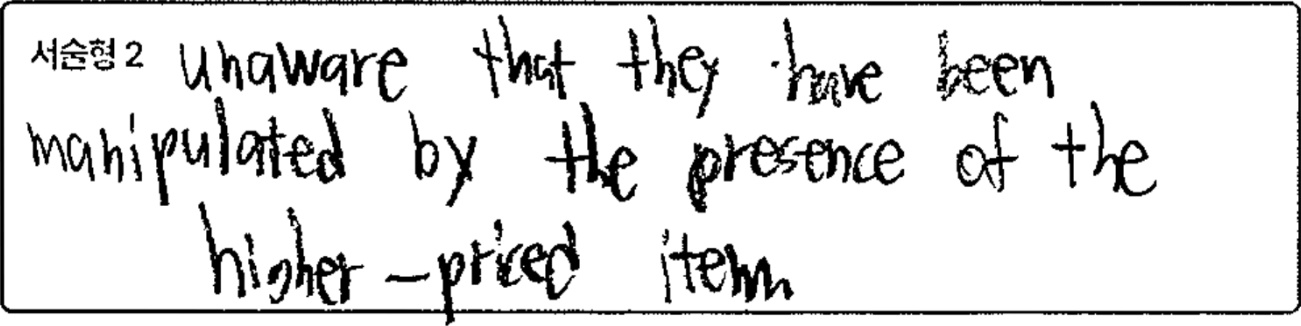 서술형 2 unaware that they have been
manipulated by the presence of the
higher-priced item